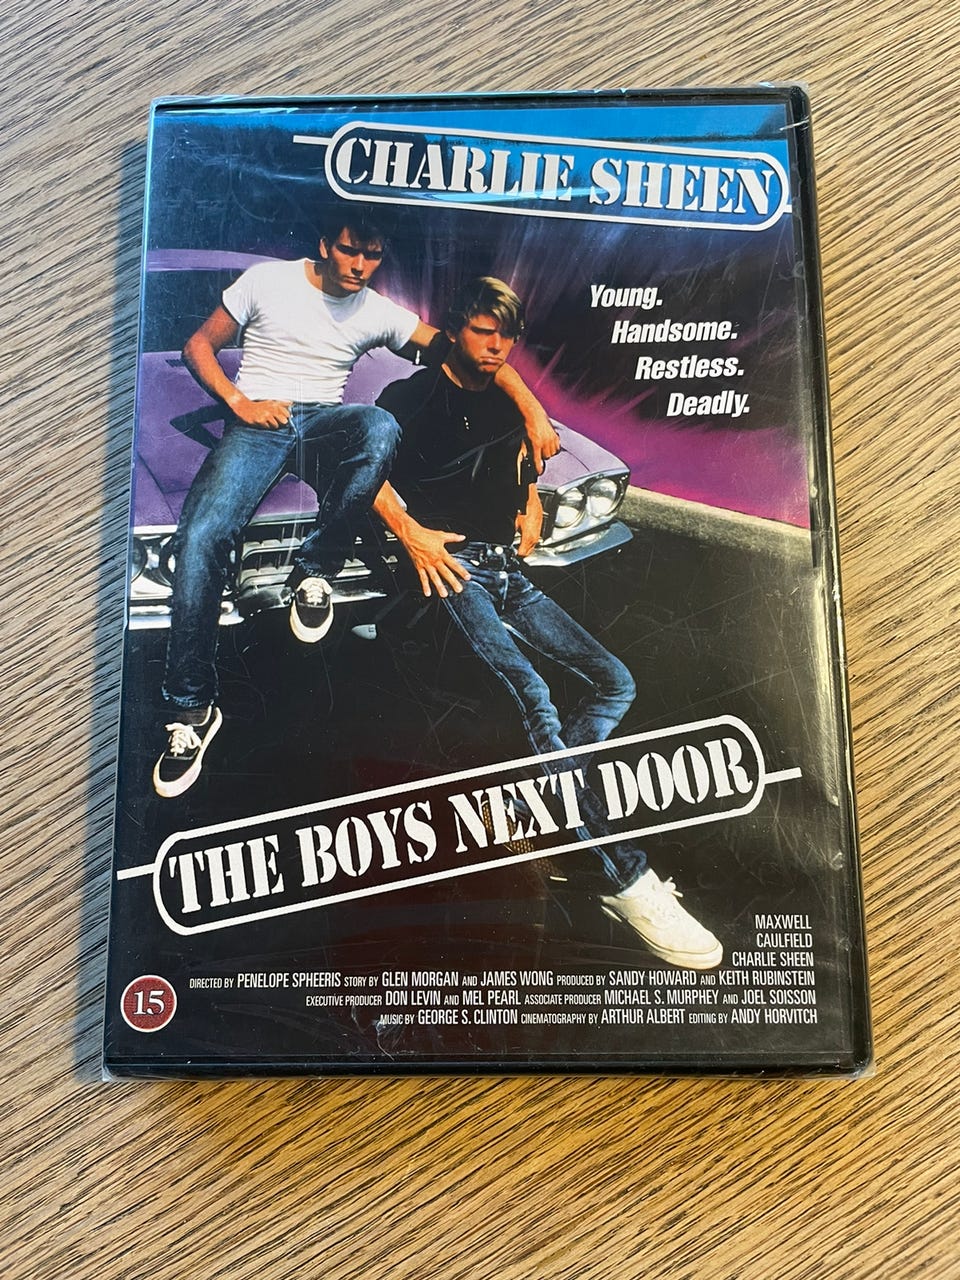 CHARLIE SHEEN
Young.
Handsome.
Restless.
Deadly.
THE BOYS NEXT DOOR
MAXWELL
CAULFIELD
CHARLIE SHEEN
DIRECTED BY PENELOPE SPHEERIS STORY BY GLEN MORGAN AND JAMES WONG PRODUCED BY SANDY HOWARD AND KEITH RUBINSTEIN
EXECUTIVE PRODUCER DON LEVIN AND MEL PEARL ASSOCIATE PRODUCER MICHAEL S. MURPHEY AND JOEL SOISSON
MUSIC BY GEORGE S. CLINTON CINEMATOGRAPHY BY ARTHUR ALBERT EDITING BY ANDY HORVITCH
15